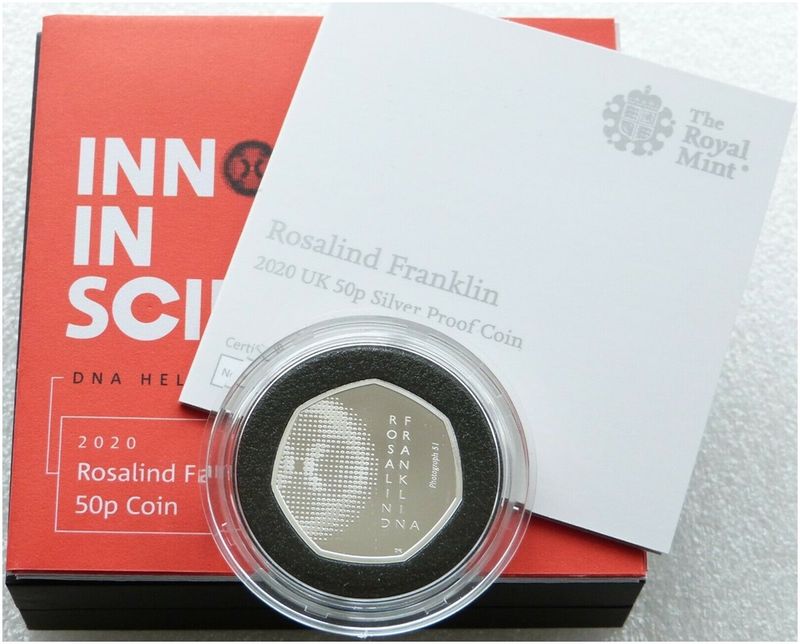 The
Royal
Mint
Rosalind Franklin
2020 UK 50p Silver Proof Coin
INN
IN
SCI
DNA HEL
2020
Rosalind Fran
50p Coin
ROSALIND
FRANKLIN
DNA
Photograph 51